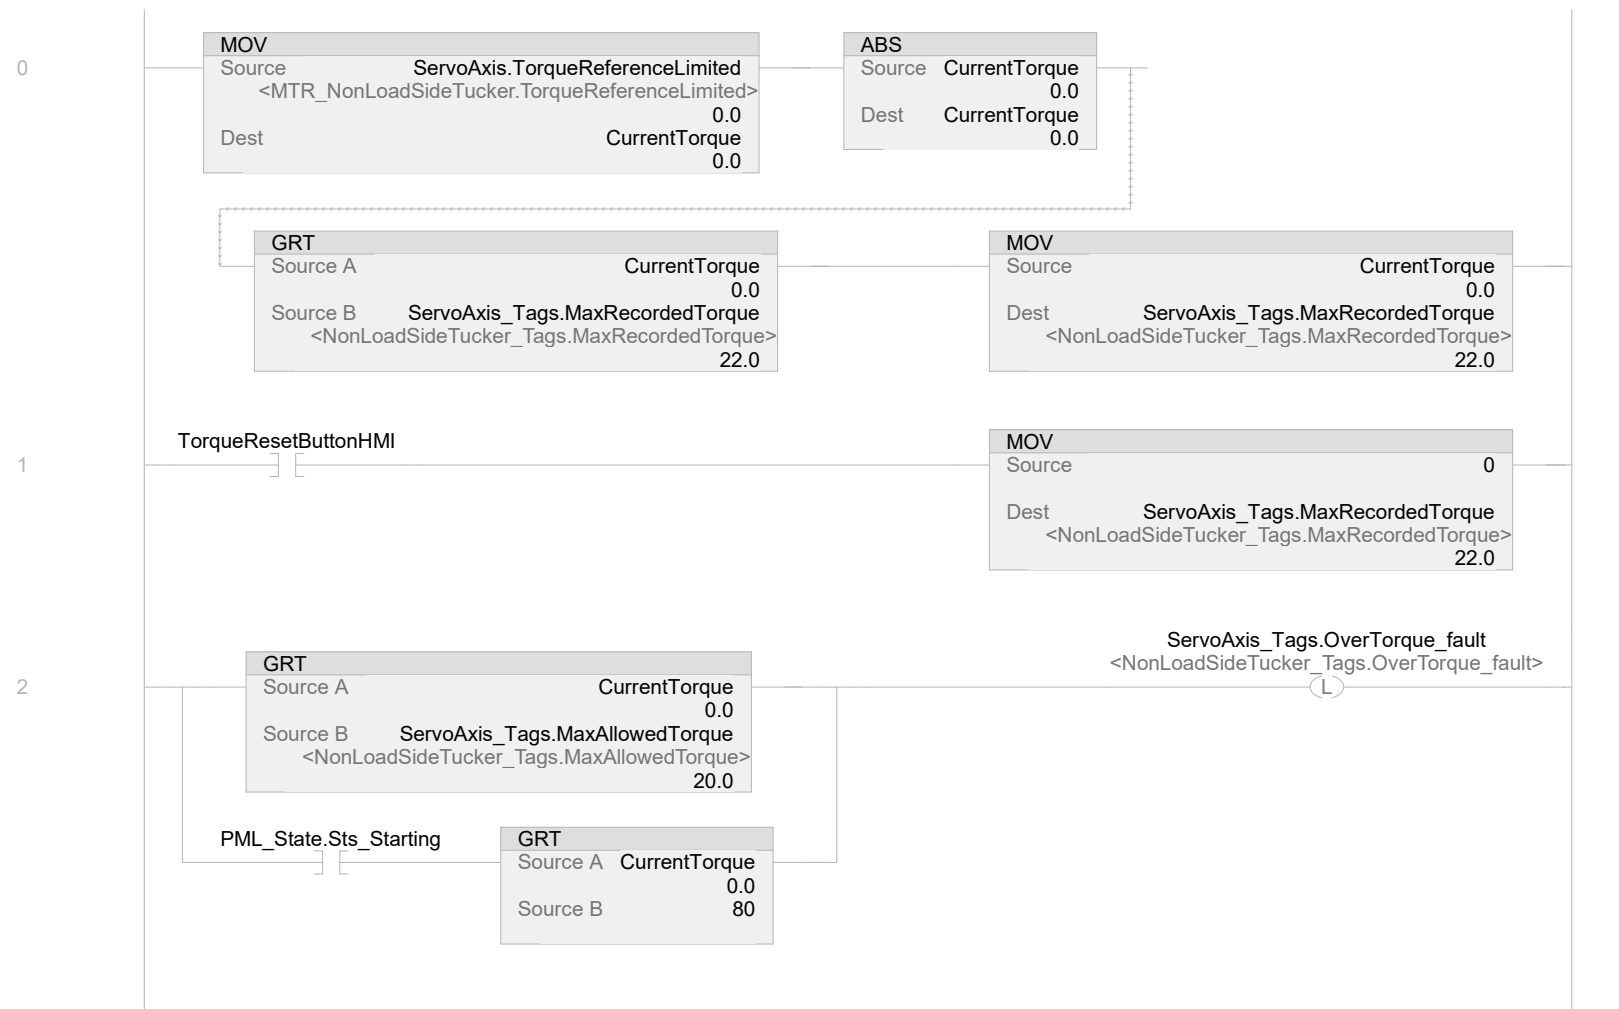 0
MOV
Source ServoAxis.TorqueReferenceLimited
<MTR_NonLoadSideTucker.TorqueReferenceLimited>
0.0
Dest CurrentTorque
0.0
ABS
Source CurrentTorque
0.0
Dest CurrentTorque
0.0
GRT
Source A CurrentTorque
0.0
Source B ServoAxis_Tags.MaxRecordedTorque
<NonLoadSideTucker_Tags.MaxRecordedTorque>
22.0
MOV
Source CurrentTorque
0.0
Dest ServoAxis_Tags.MaxRecordedTorque
<NonLoadSideTucker_Tags.MaxRecordedTorque>
22.0
1
TorqueResetButtonHMI
MOV
Source 0
Dest ServoAxis_Tags.MaxRecordedTorque
<NonLoadSideTucker_Tags.MaxRecordedTorque>
22.0
2
GRT
Source A CurrentTorque
0.0
Source B ServoAxis_Tags.MaxAllowedTorque
<NonLoadSideTucker_Tags.MaxAllowedTorque>
20.0
ServoAxis_Tags.OverTorque_fault
<NonLoadSideTucker_Tags.OverTorque_fault>
L
PML_State.Sts_Starting
GRT
Source A CurrentTorque
0.0
Source B 80